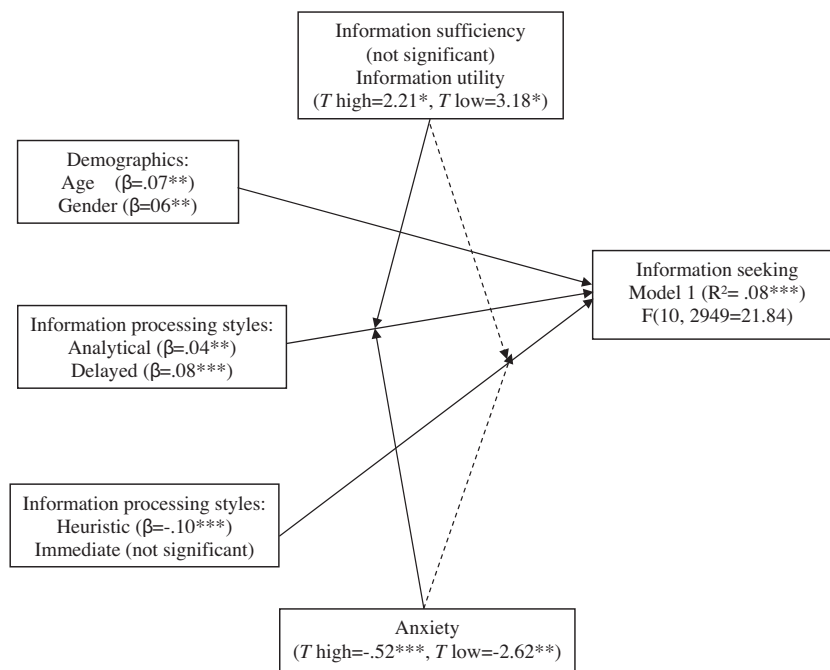 Information sufficiency
(not significant)
Information utility
(T high=2.21*, T low=3.18*)
Demographics:
Age (β=.07**)
Gender (β=06**)
Information seeking
Model 1 (R²= .08***)
F(10, 2949=21.84)
Information processing styles:
Analytical (β=.04**)
Delayed (β=.08***)
Information processing styles:
Heuristic (β=-.10***)
Immediate (not significant)
Anxiety
(T high=-.52***, T low=-2.62**)